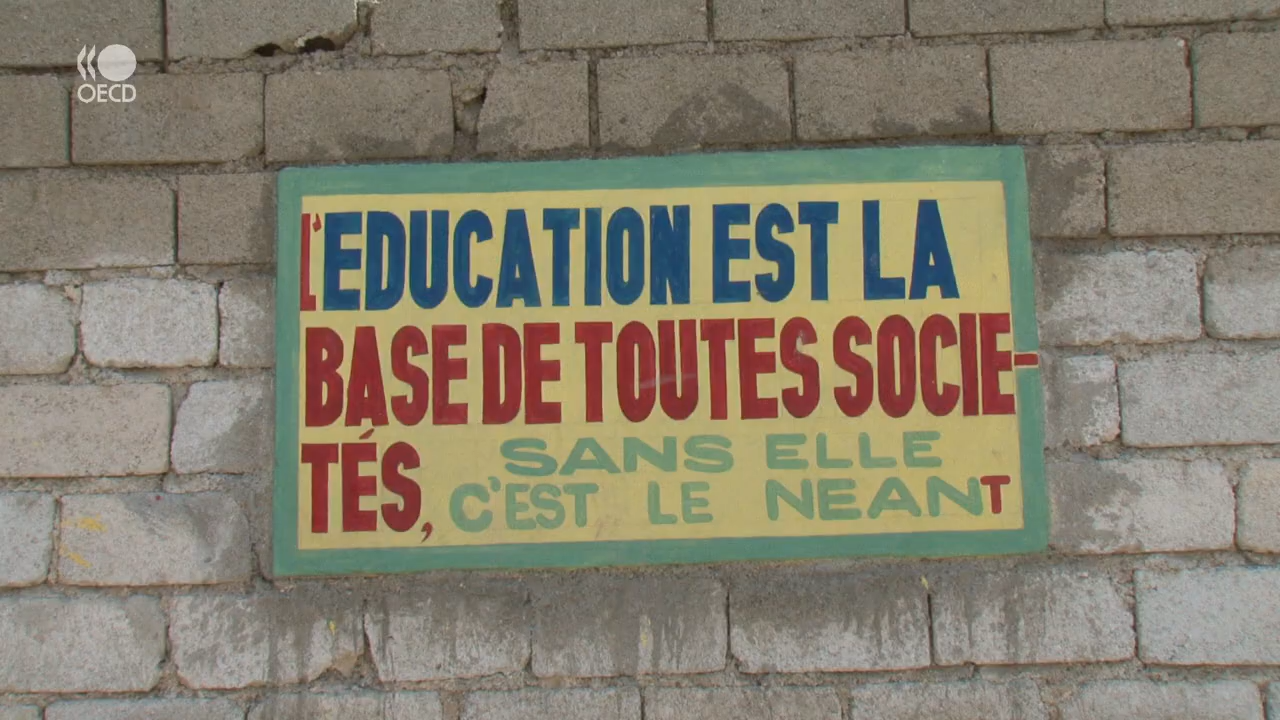 OECD
L'EDUCATION EST LA
BASE DE TOUTES SOCIE-
TÉS, SANS ELLE
C'EST LE NEANT